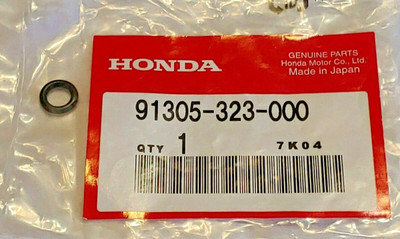 HONDA
GENUINE PARTS
Honda Motor Co., Ltd.
Made in Japan
91305-323-000
QTY 1 7K04